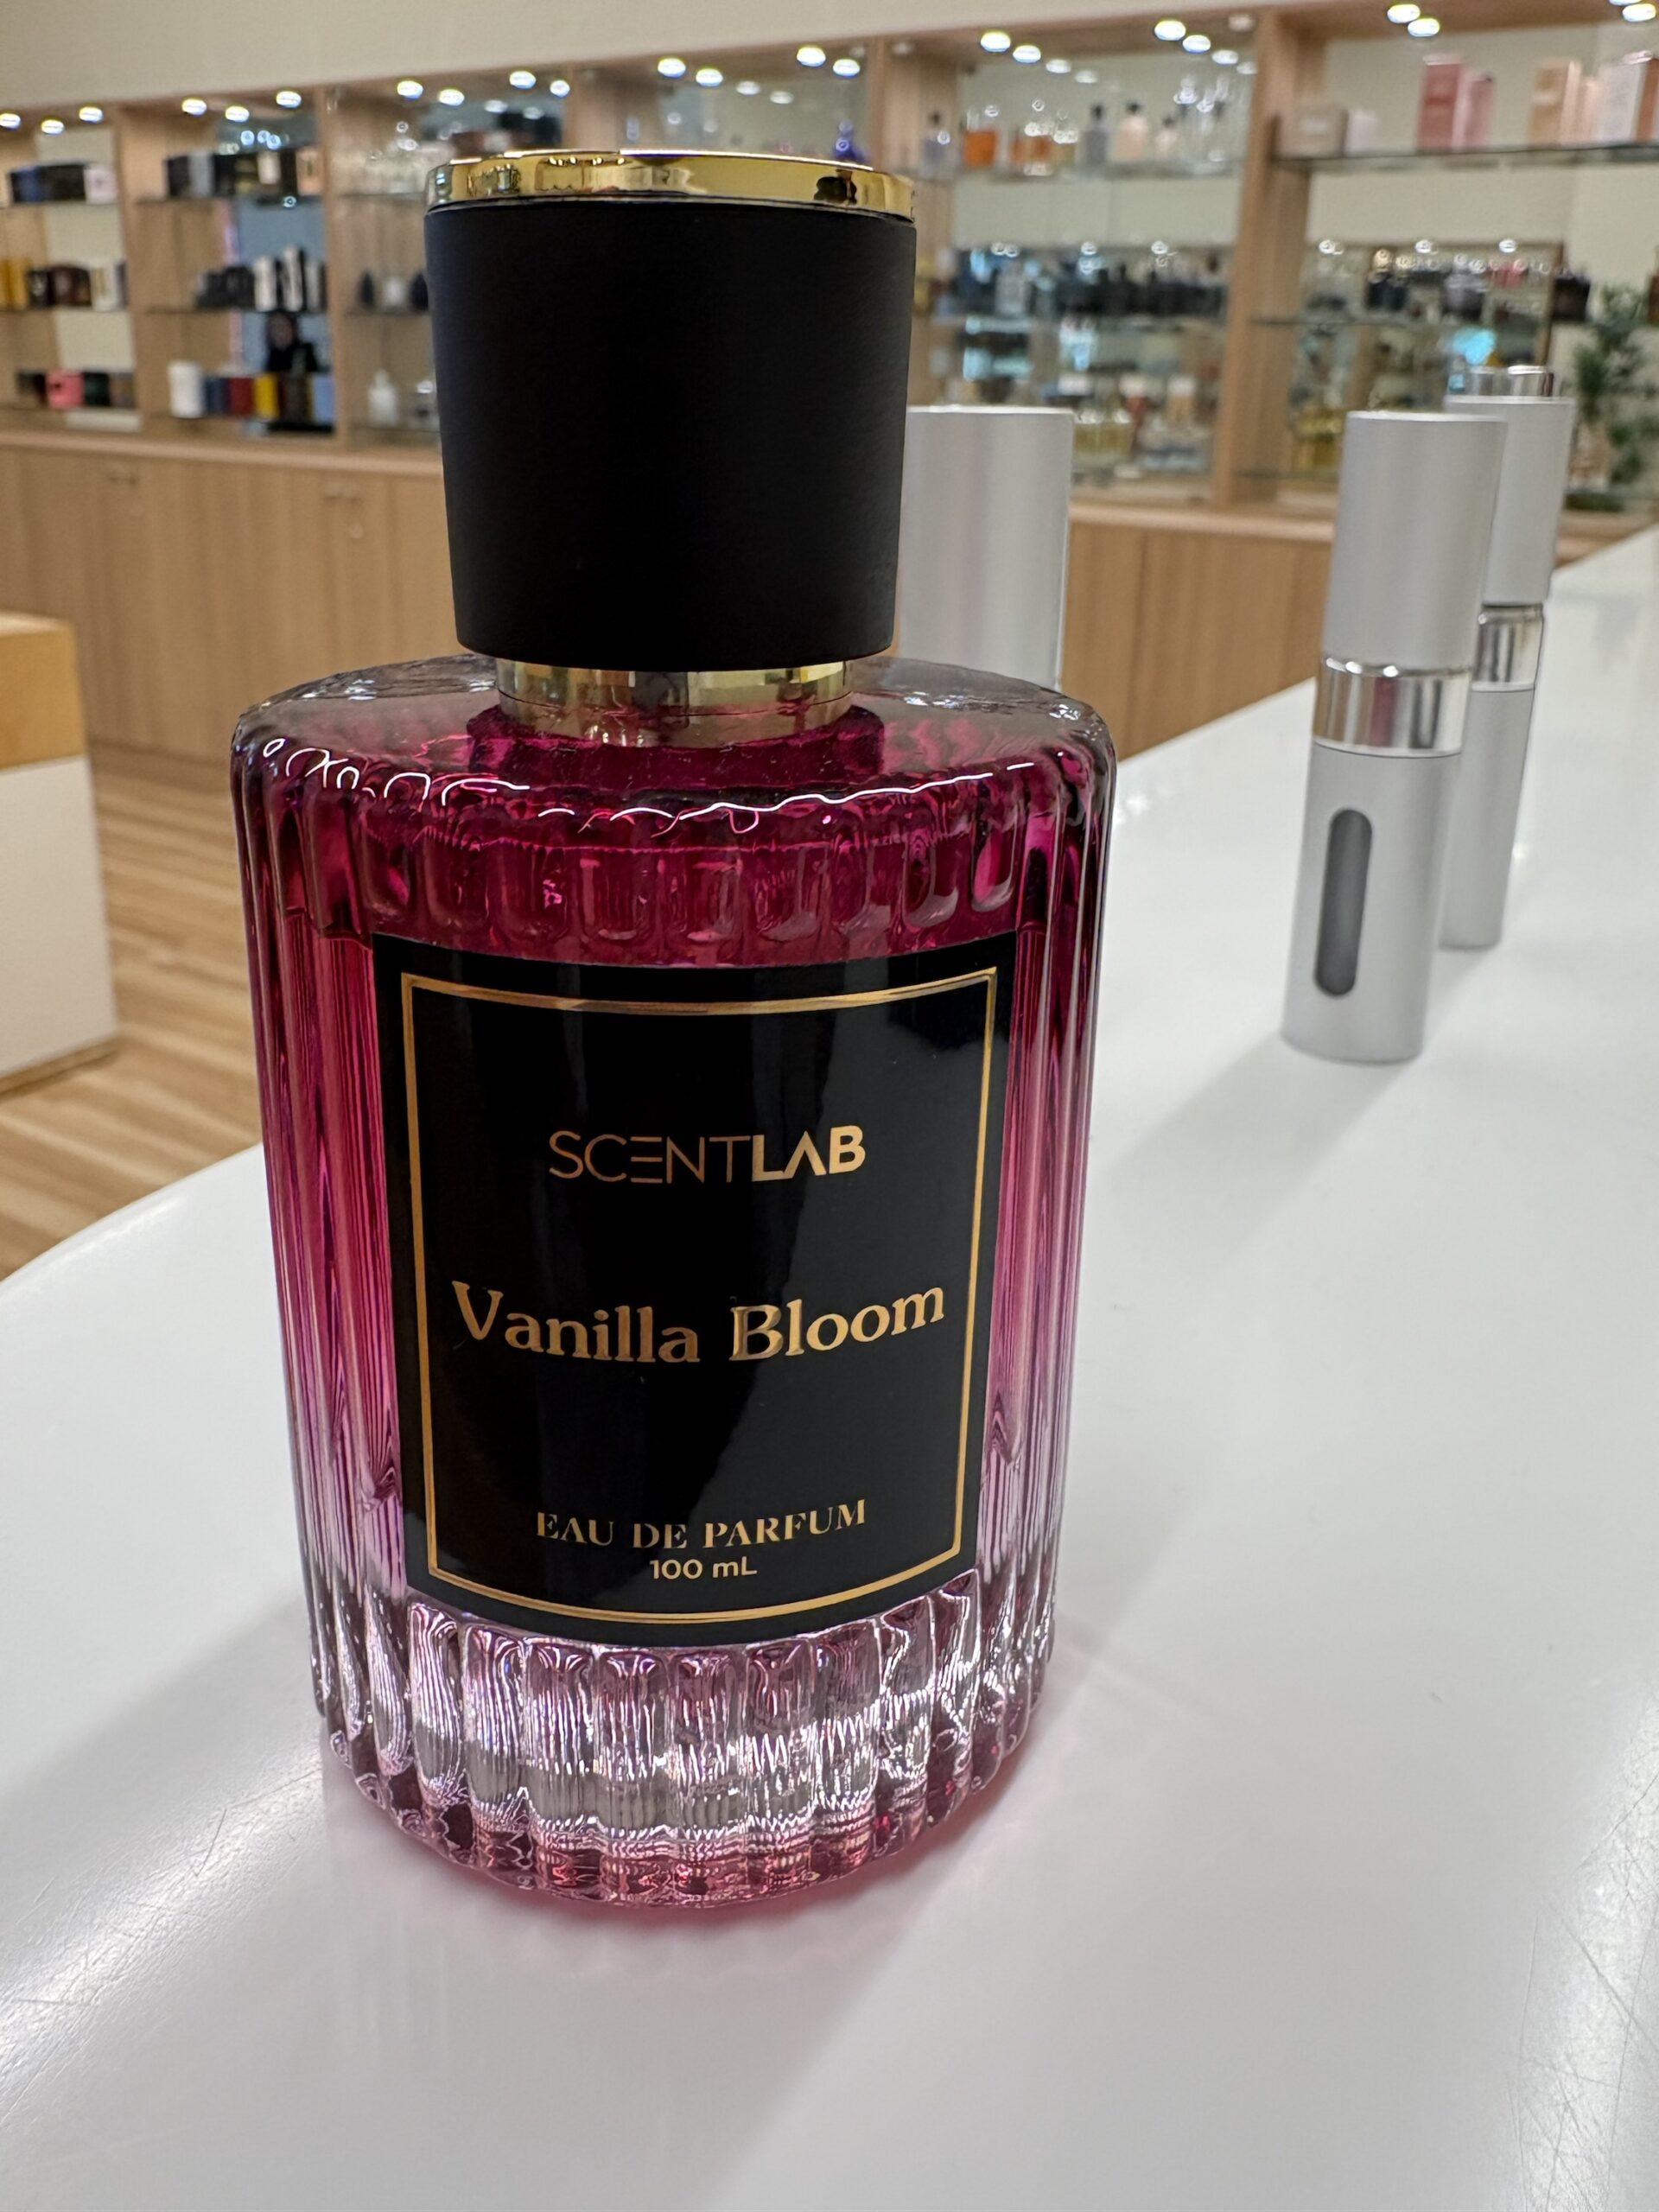 SCENTLAB
Vanilla Bloom
EAU DE PARFUM
100 mL